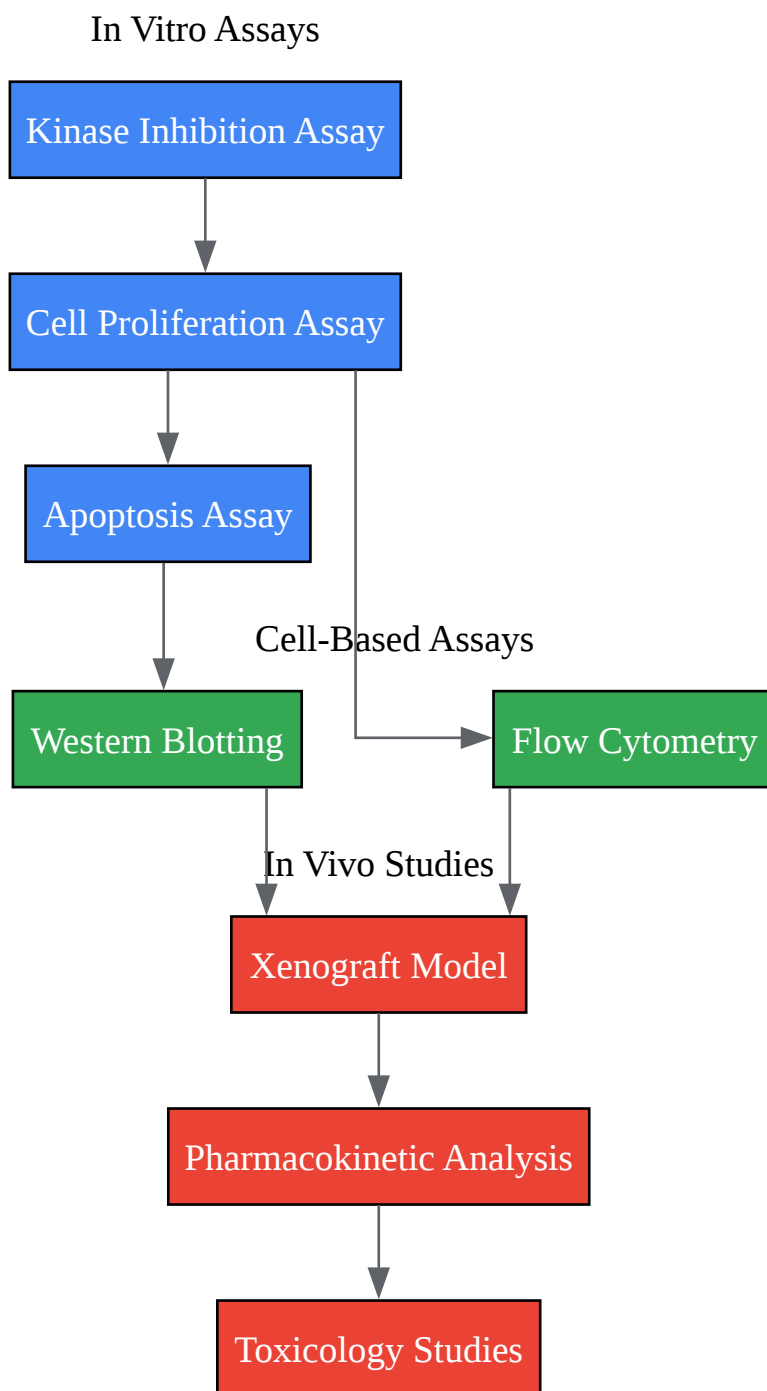 In Vitro Assays
Kinase Inhibition Assay
Cell Proliferation Assay
Apoptosis Assay
Cell-Based Assays
Western Blotting
Flow Cytometry
In Vivo Studies
Xenograft Model
Pharmacokinetic Analysis
Toxicology Studies